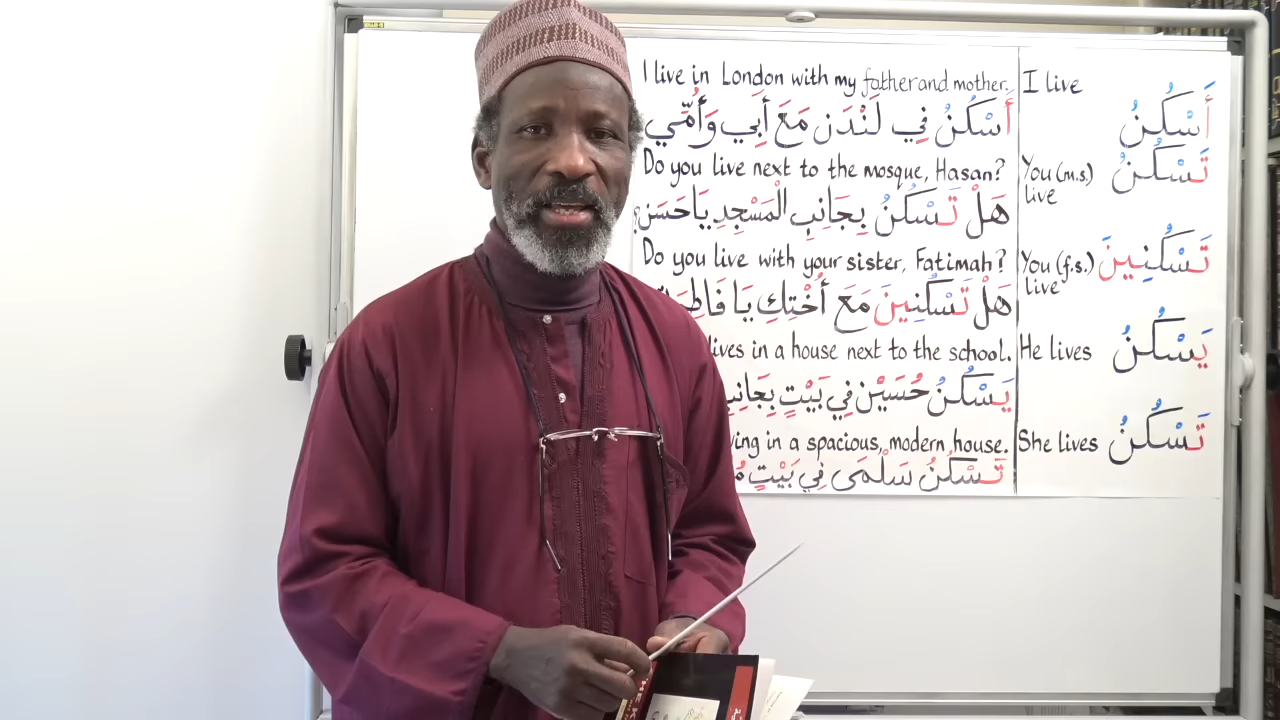 I live in London with my father and mother.
أَسْكُنُ فِي لَنْدَن مَعَ أَبِي وَأُمِّي
Do you live next to the mosque, Hasan?
هَلْ تَسْكُنُ بِجَانِبِ الْمَسْجِدِ يَا حَسَن؟
Do you live with your sister, Fatimah?
هَلْ تَسْكُنِينَ مَعَ أُخْتِكِ يَا
lives in a house next to the school.
يَسْكُنُ حُسَيْن فِي بَيْتٍ
in a spacious, modern house.
تَسْكُنُ سَلْمَى فِي بَيْتٍ
I live
أَسْكُنُ
You (m.s.) live
تَسْكُنُ
You (f.s.) live
تَسْكُنِينَ
He lives
يَسْكُنُ
She lives
تَسْكُنُ